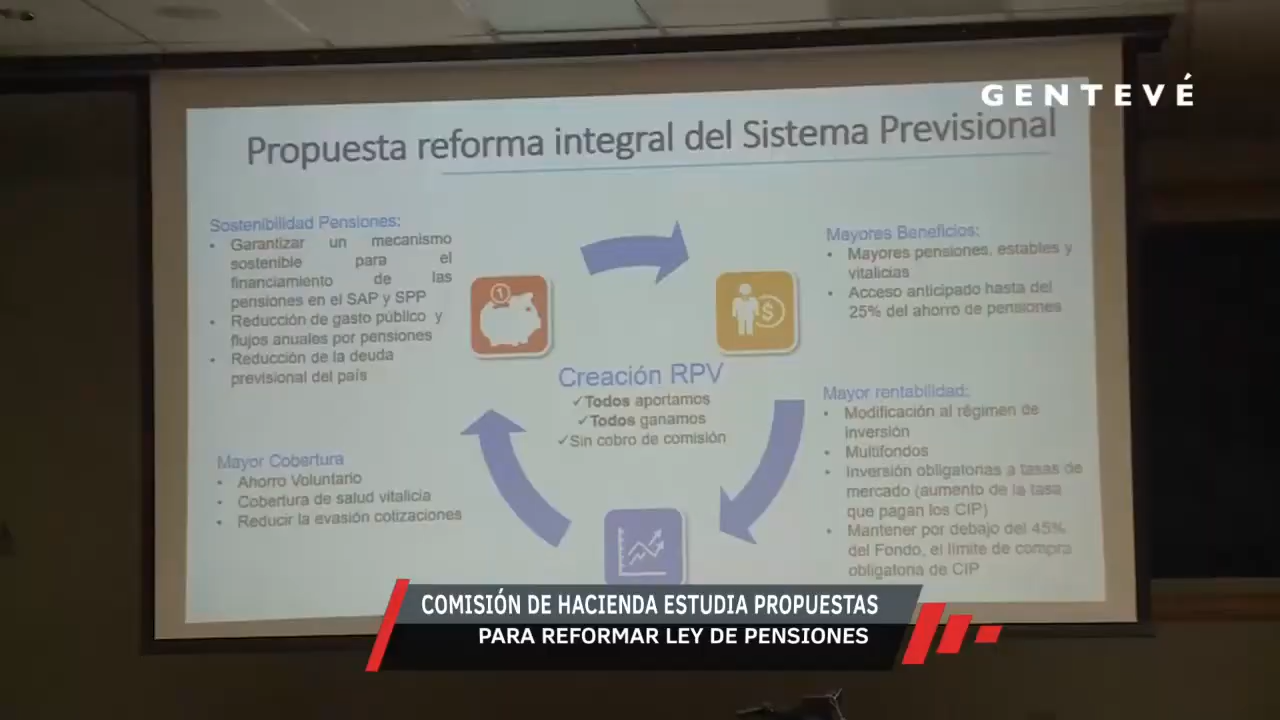 GENTEVÉ
Propuesta reforma integral del Sistema Previsional
Sostenibilidad Pensiones:
• Garantizar un mecanismo
sostenible para el
financiamiento de las
pensiones en el SAP y SPP
• Reducción de gasto público y
flujos anuales por pensiones
• Reducción de la deuda
previsional del país
1
$
Mayores Beneficios:
• Mayores pensiones, estables y
vitalicias
• Acceso anticipado hasta del
25% del ahorro de pensiones
Creación RPV
✓Todos aportamos
✓Todos ganamos
✓Sin cobro de comisión
Mayor Cobertura
• Ahorro Voluntario
• Cobertura de salud vitalicia
• Reducir la evasión cotizaciones
Mayor rentabilidad:
• Modificación al régimen de
inversión
• Multifondos
• Inversión obligatorias a tasas de
mercado (aumento de la tasa
que pagan los CIP)
• Mantener por debajo del 45%
del Fondo, el límite de compra
obligatoria de CIP
COMISIÓN DE HACIENDA ESTUDIA PROPUESTAS
PARA REFORMAR LEY DE PENSIONES